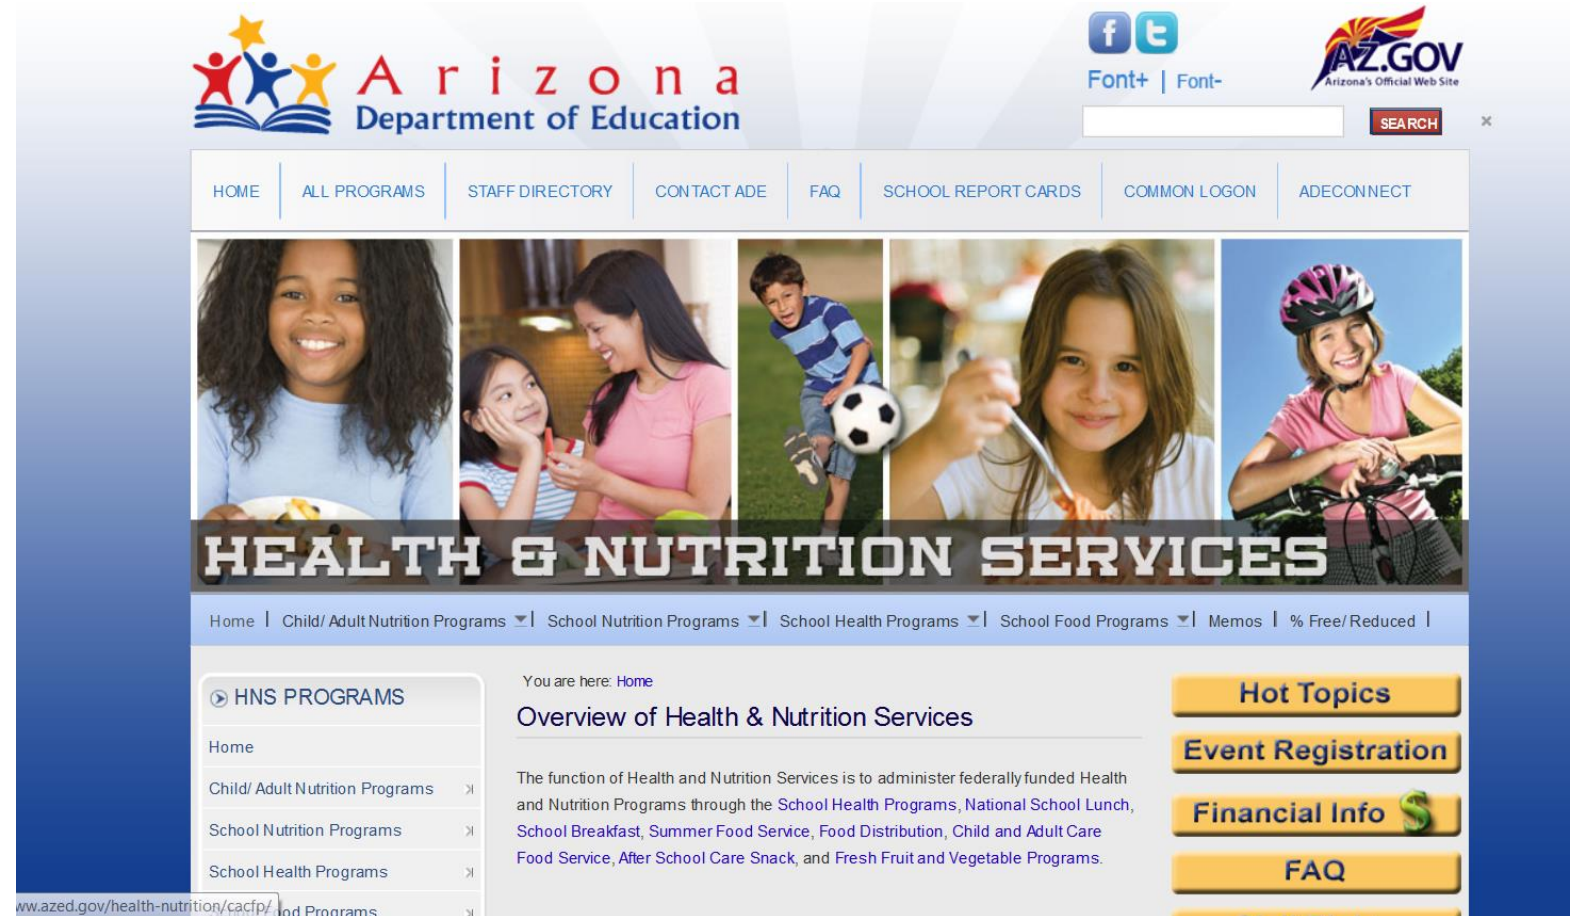 Arizona
Department of Education
Font+ | Font-
AZ.GOV
Arizona's Official Web Site
SEARCH
HOME
ALL PROGRAMS
STAFF DIRECTORY
CONTACT ADE
FAQ
SCHOOL REPORT CARDS
COMMON LOGON
ADECONNECT
HEALTH & NUTRITION SERVICES
Home | Child/ Adult Nutrition Programs | School Nutrition Programs | School Health Programs | School Food Programs | Memos | % Free/ Reduced |
HNS PROGRAMS
Home
Child/ Adult Nutrition Programs
School Nutrition Programs
School Health Programs
You are here: Home
Overview of Health & Nutrition Services
The function of Health and Nutrition Services is to administer federally funded Health
and Nutrition Programs through the School Health Programs, National School Lunch,
School Breakfast, Summer Food Service, Food Distribution, Child and Adult Care
Food Service, After School Care Snack, and Fresh Fruit and Vegetable Programs.
Hot Topics
Event Registration
Financial Info $
FAQ
ww.azed.gov/health-nutrition/cacfp/